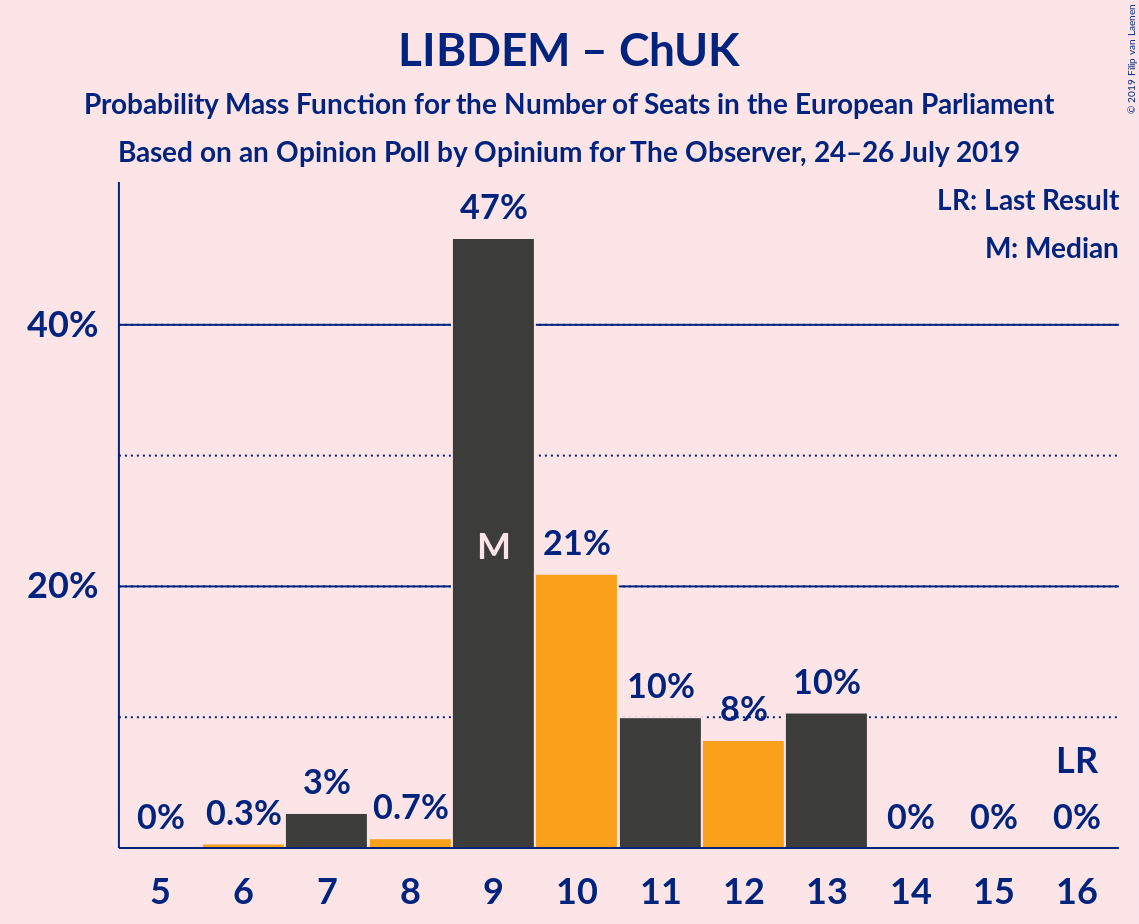 LIBDEM – ChUK
Probability Mass Function for the Number of Seats in the European Parliament
Based on an Opinion Poll by Opinium for The Observer, 24–26 July 2019
© 2019 Filip van Laenen
LR: Last Result
M: Median
40%
20%
0%
0.3%
3%
0.7%
47%
M
21%
10%
8%
10%
0%
0%
LR
0%
5 6 7 8 9 10 11 12 13 14 15 16